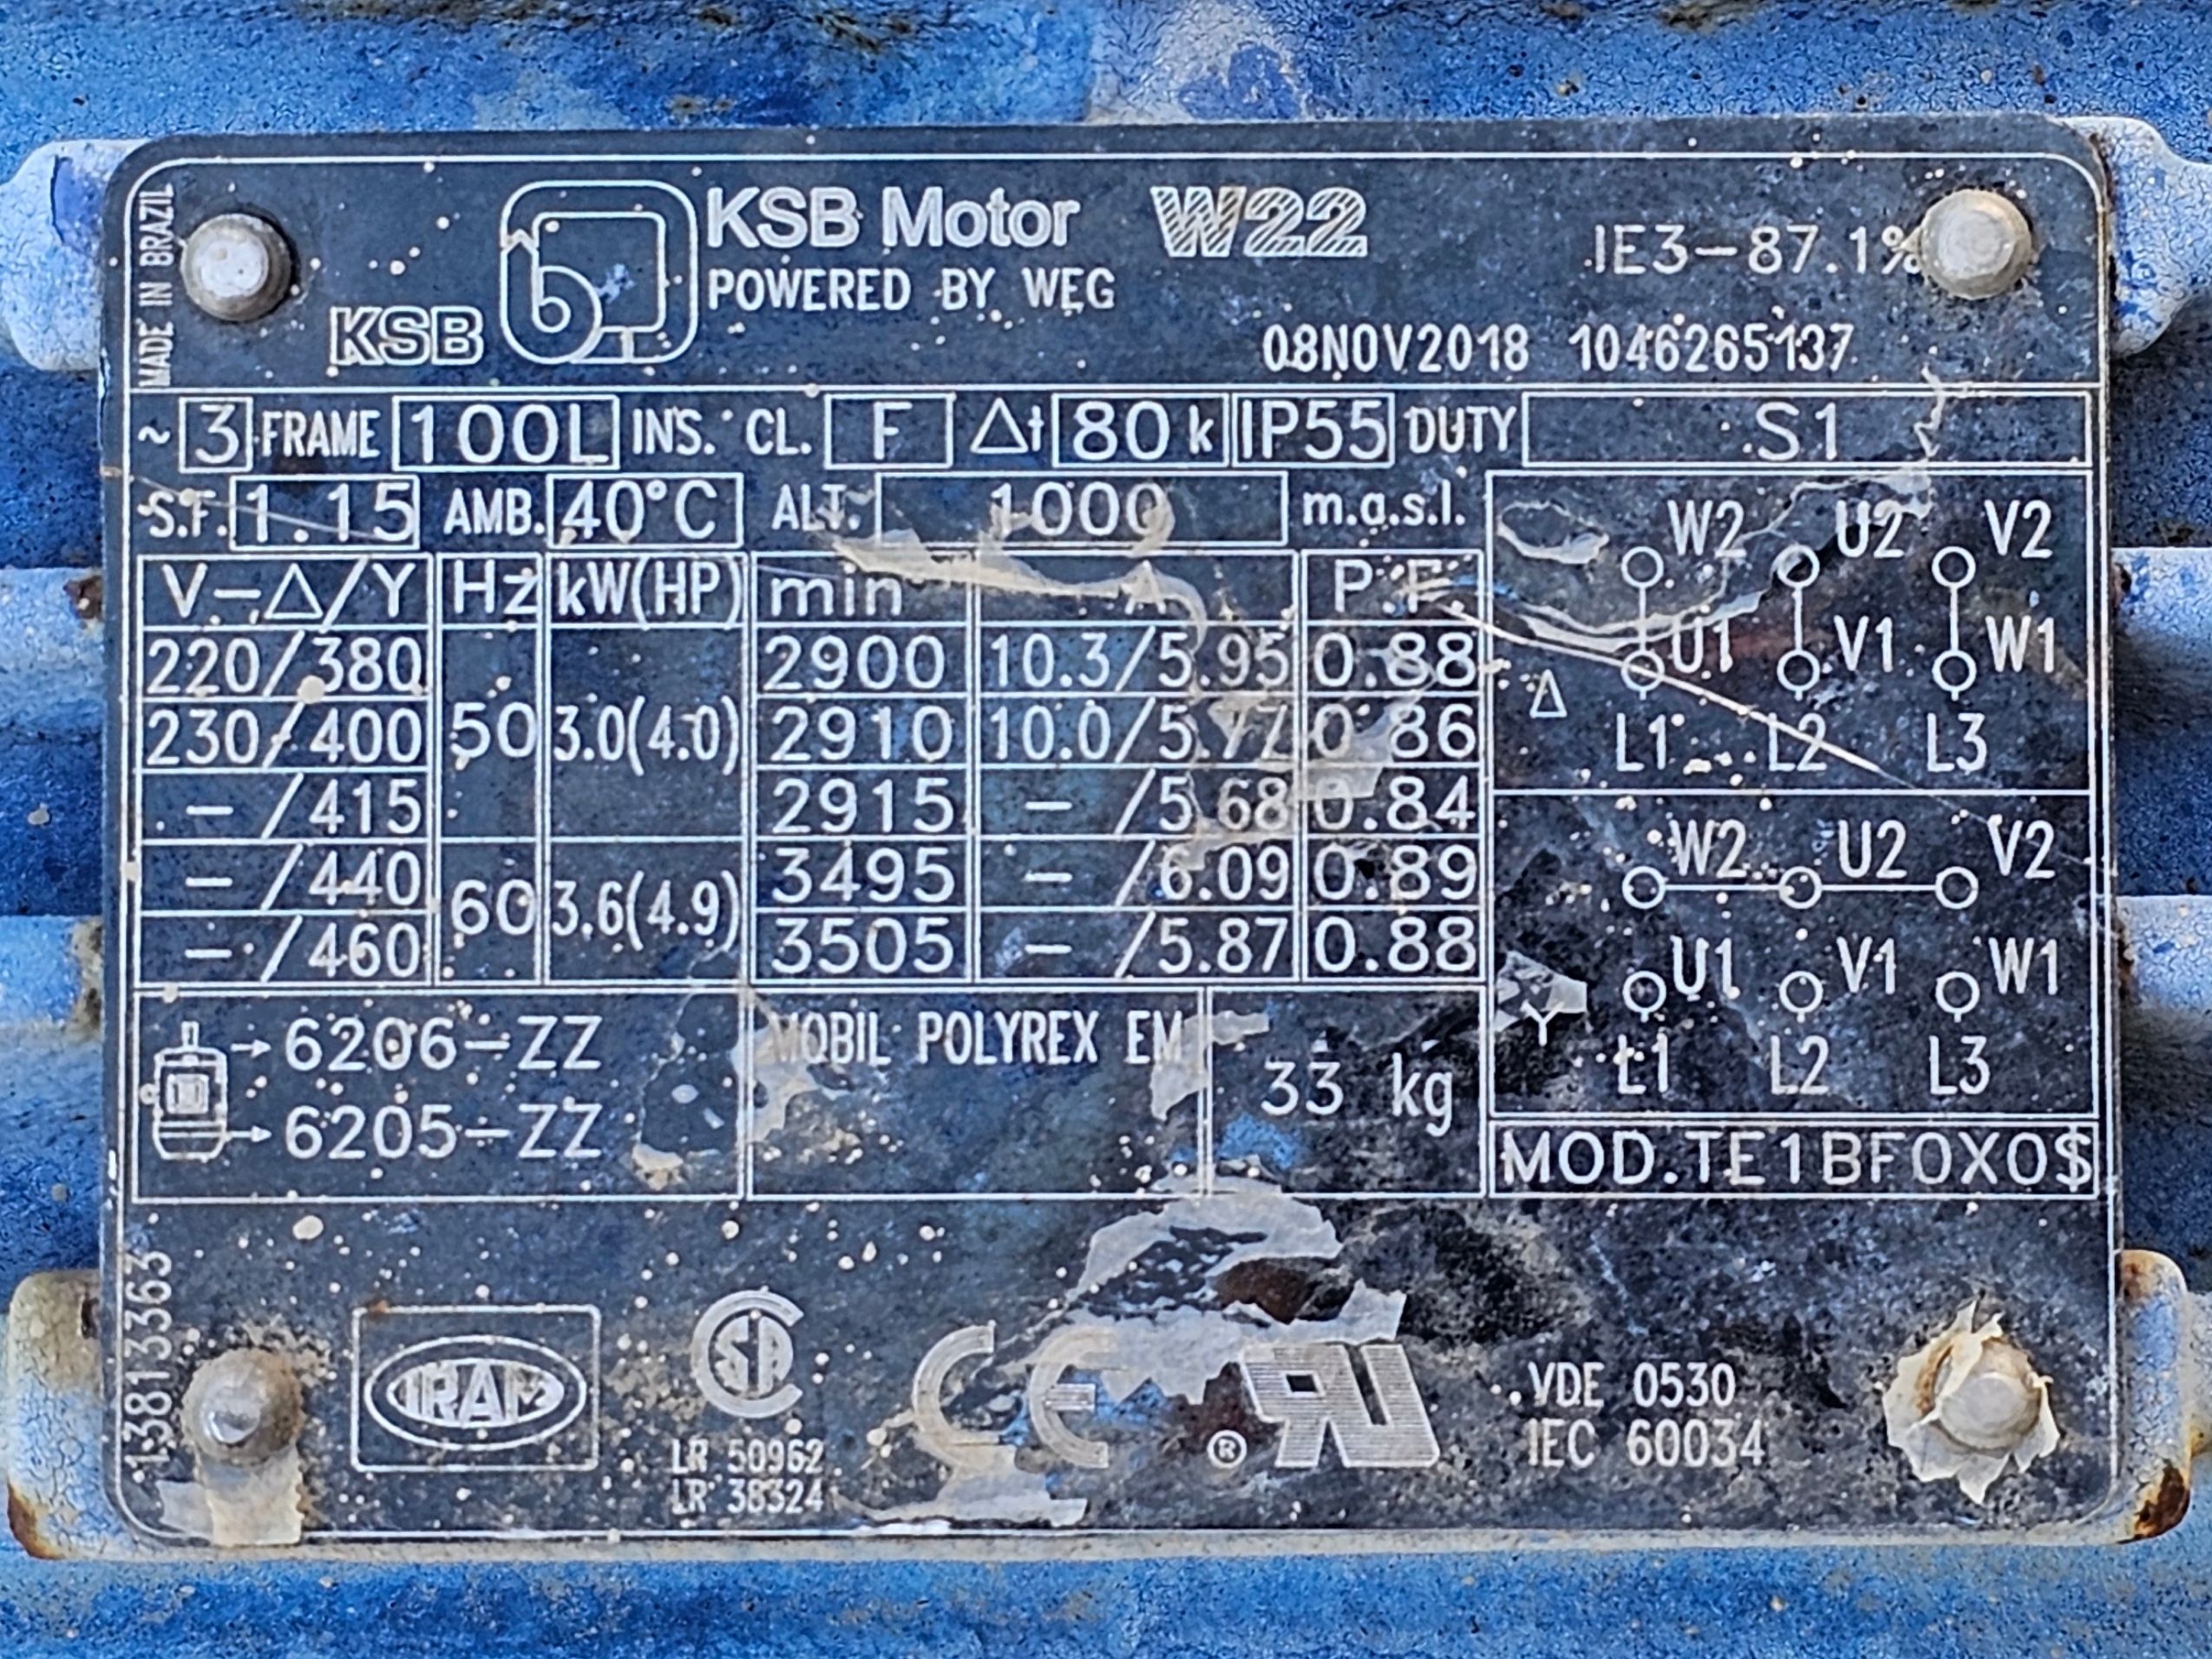 MADE IN BRAZIL
KSB
KSB Motor W22
POWERED BY WEG
IE3-87.1%
08NOV2018 1046265137
~ 3 FRAME 100L INS. CL. F Δt 80 k IP55 DUTY S1
S.F. 1.15 AMB. 40°C ALT. 1000 m.a.s.l.
V-Δ/Y Hz kW(HP) min A P.F.
220/380 2900 10.3/5.95 0.88
230/400 50 3.0(4.0) 2910 10.0/5.77 0.86
- /415 2915 - /5.68 0.84
- /440 3495 - /6.09 0.89
60 3.6(4.9)
- /460 3505 - /5.87 0.88
W2 U2 V2
U1 V1 W1
Δ
L1 L2 L3
W2 U2 V2
U1 V1 W1
Y
L1 L2 L3
6206-ZZ
6205-ZZ
MOBIL POLYREX EM
33 kg
MOD.TE1BF0X0$
13813363
IRAM
CSA
LR 50962
LR 38324
CE
RU ®
VDE 0530
IEC 60034